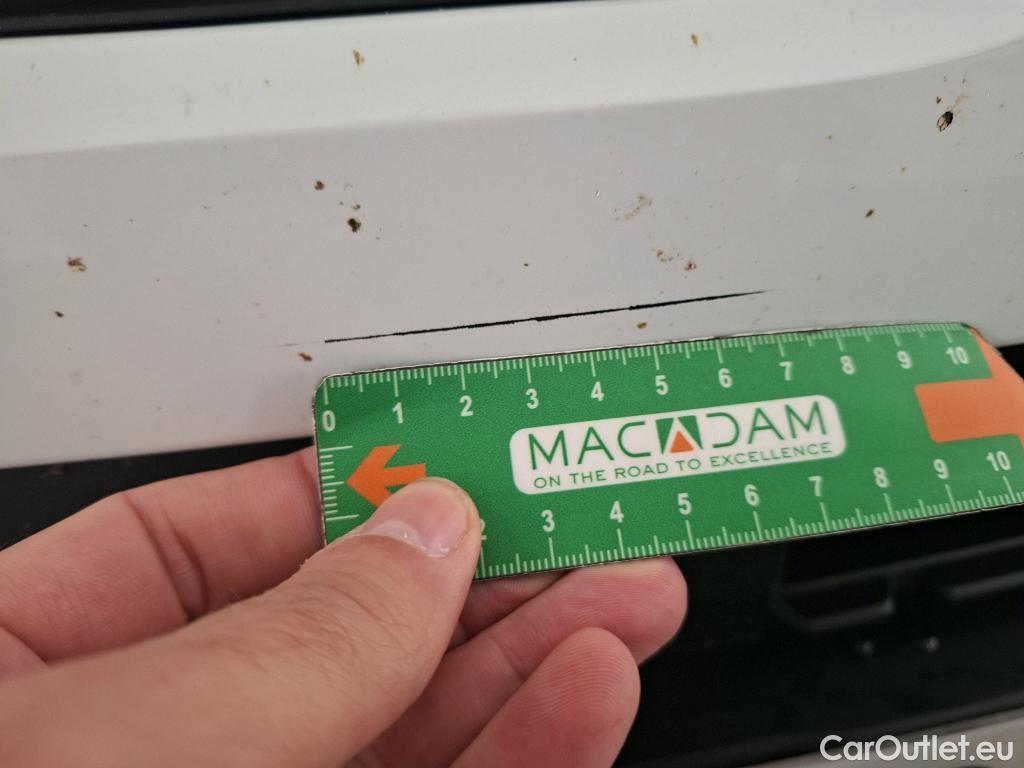 0 1 2 3 4 5 6 7 8 9 10
MACADAM
ON THE ROAD TO EXCELLENCE
3 4 5 6 7 8 9 10
CarOutlet.eu